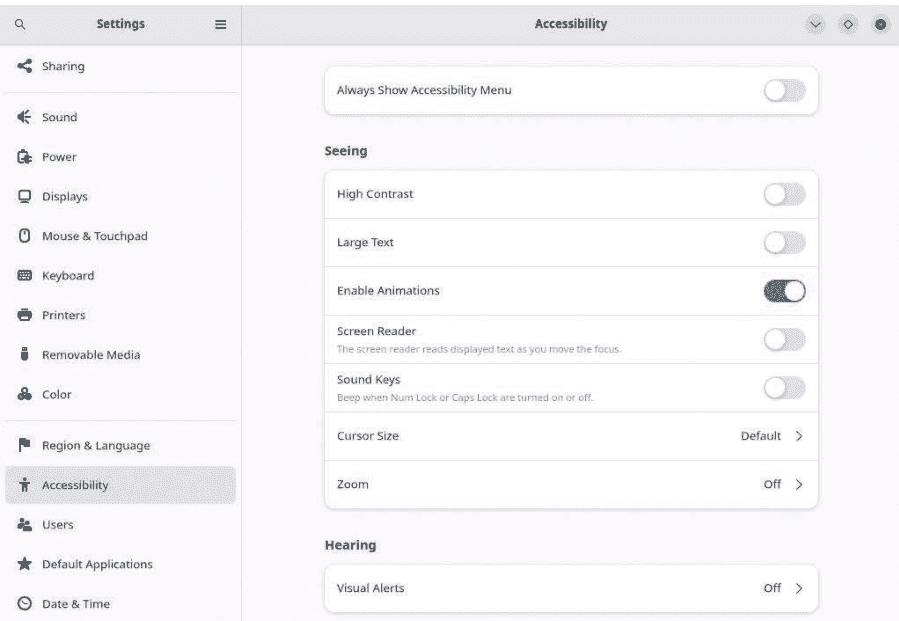 Settings
Accessibility
Sharing
Sound
Power
Displays
Mouse & Touchpad
Keyboard
Printers
Removable Media
Color
Region & Language
Accessibility
Users
Default Applications
Date & Time
Always Show Accessibility Menu
Seeing
High Contrast
Large Text
Enable Animations
Screen Reader
The screen reader reads displayed text as you move the focus.
Sound Keys
Beep when Num Lock or Caps Lock are turned on or off.
Cursor Size Default
Zoom Off
Hearing
Visual Alerts Off